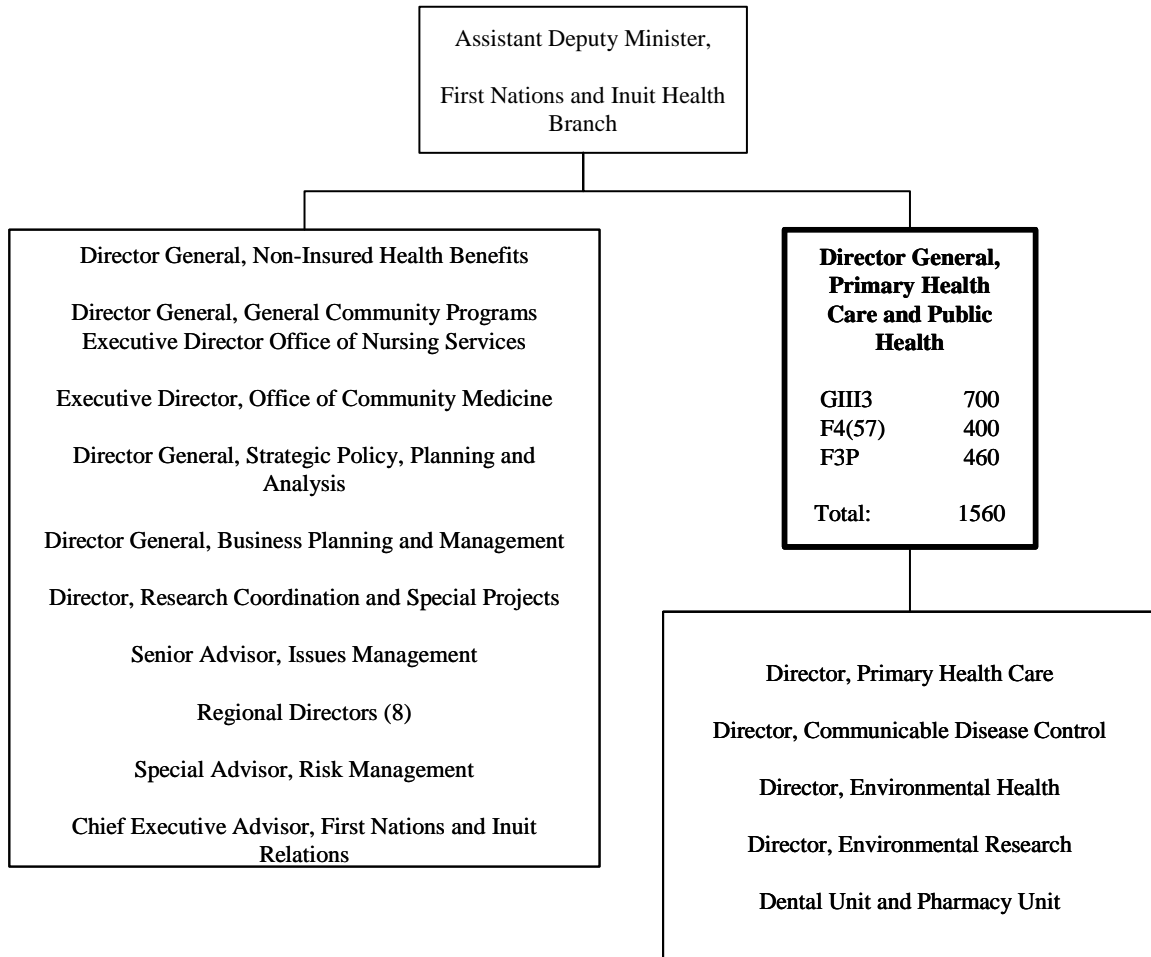 Assistant Deputy Minister,
First Nations and Inuit Health
Branch
Director General, Non-Insured Health Benefits
Director General, General Community Programs
Executive Director Office of Nursing Services
Executive Director, Office of Community Medicine
Director General, Strategic Policy, Planning and
Analysis
Director General, Business Planning and Management
Director, Research Coordination and Special Projects
Senior Advisor, Issues Management
Regional Directors (8)
Special Advisor, Risk Management
Chief Executive Advisor, First Nations and Inuit
Relations
Director General,
Primary Health
Care and Public
Health
GIII3 700
F4(57) 400
F3P 460
Total: 1560
Director, Primary Health Care
Director, Communicable Disease Control
Director, Environmental Health
Director, Environmental Research
Dental Unit and Pharmacy Unit